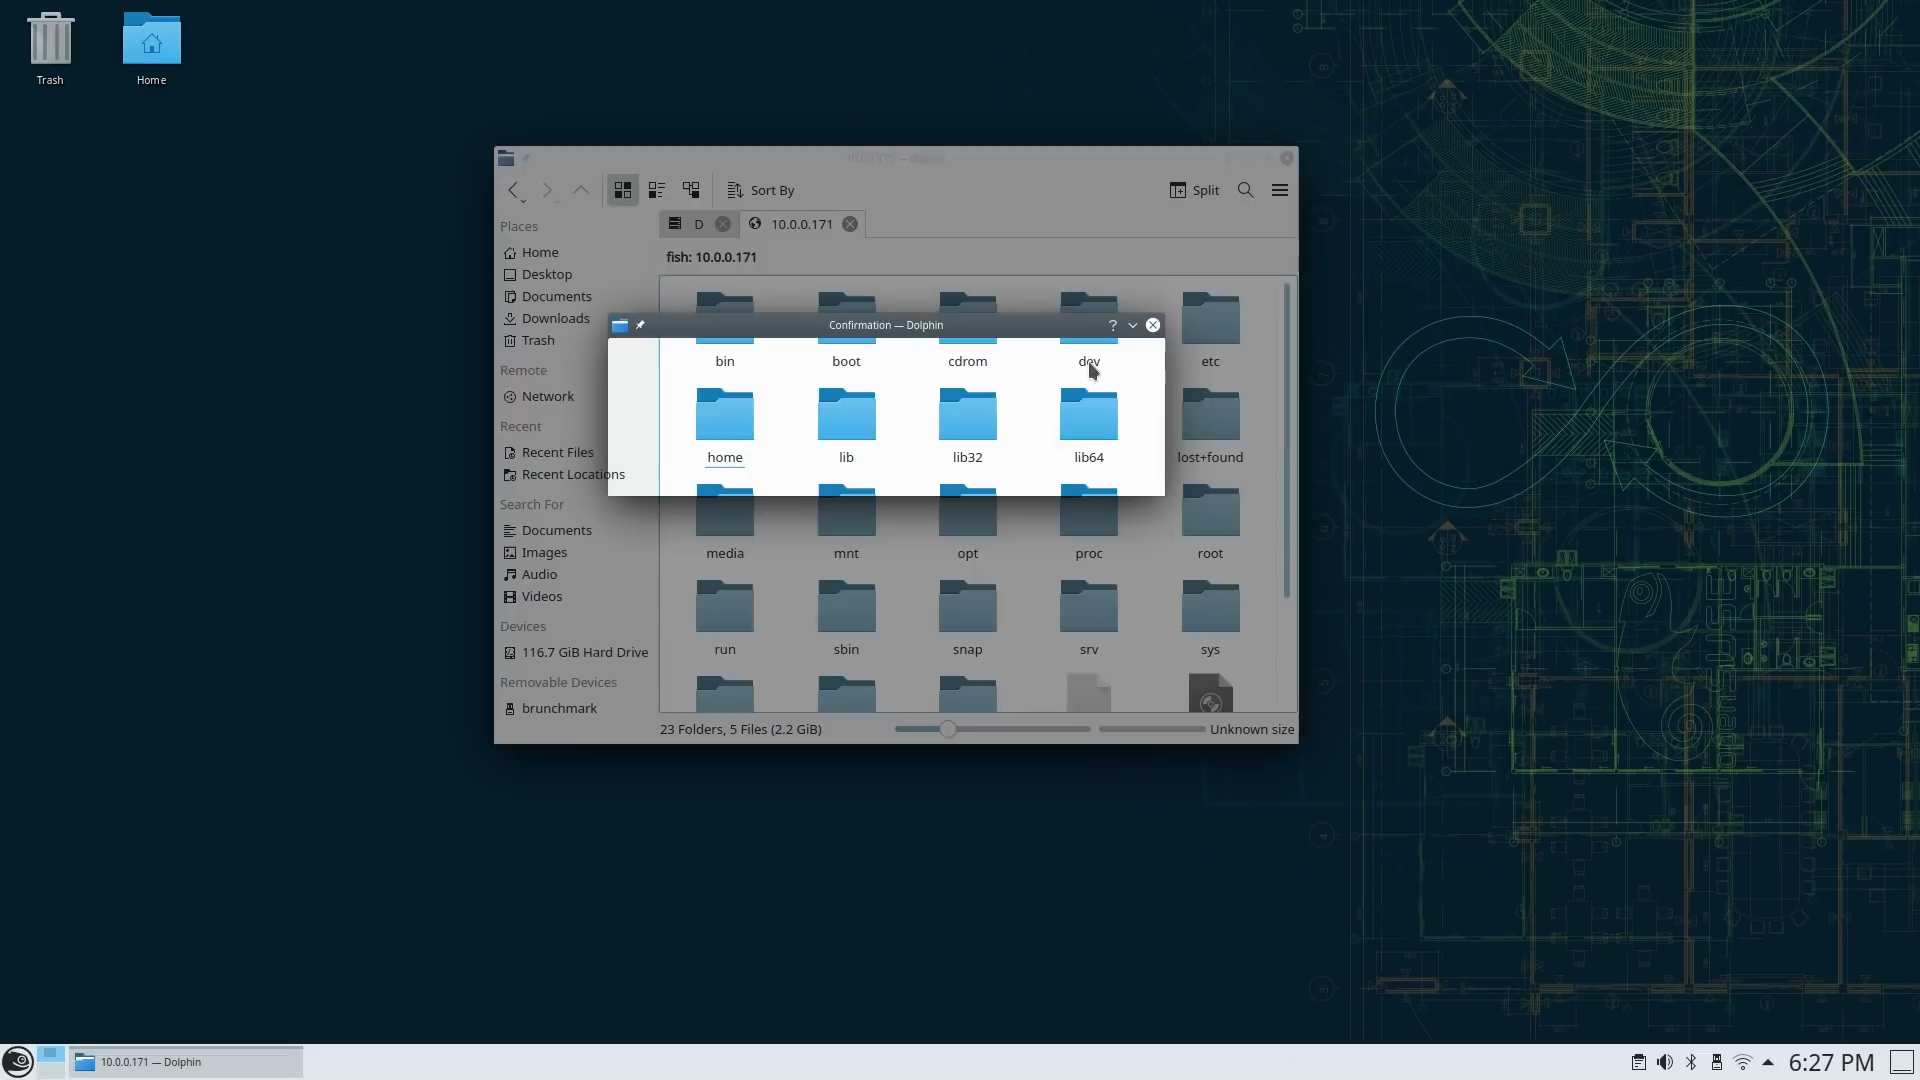 Trash
Home
Sort By
Split
Places
Home
Desktop
Documents
Downloads
Trash
Remote
Network
Recent
Recent Files
Recent Locations
Search For
Documents
Images
Audio
Videos
Devices
116.7 GiB Hard Drive
Removable Devices
brunchmark
D
10.0.0.171
fish: 10.0.0.171
Confirmation — Dolphin
bin
boot
cdrom
dev
etc
home
lib
lib32
lib64
lost+found
media
mnt
opt
proc
root
run
sbin
snap
srv
sys
23 Folders, 5 Files (2.2 GiB)
Unknown size
openSUSE
10.0.0.171 — Dolphin
6:27 PM